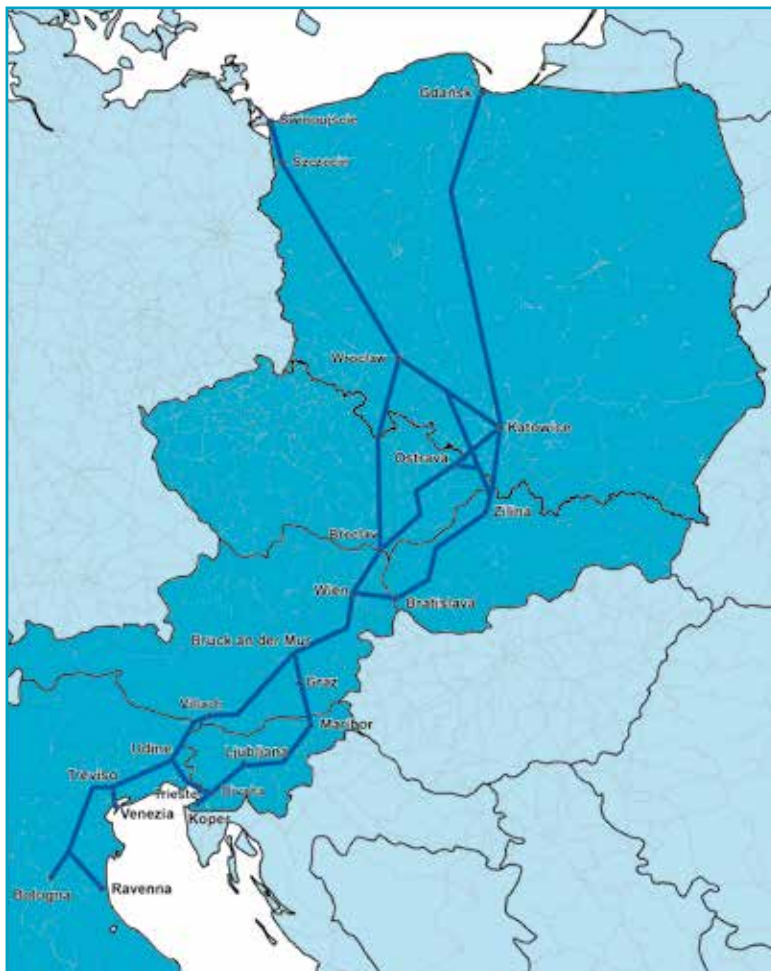 Gdańsk
Świnoujście
Szczecin
Wrocław
Katowice
Ostrava
Zilina
Břeclav
Wien
Bratislava
Bruck an der Mur
Graz
Villach
Maribor
Udine
Ljubljana
Treviso
Trieste
Divača
Venezia
Koper
Bologna
Ravenna